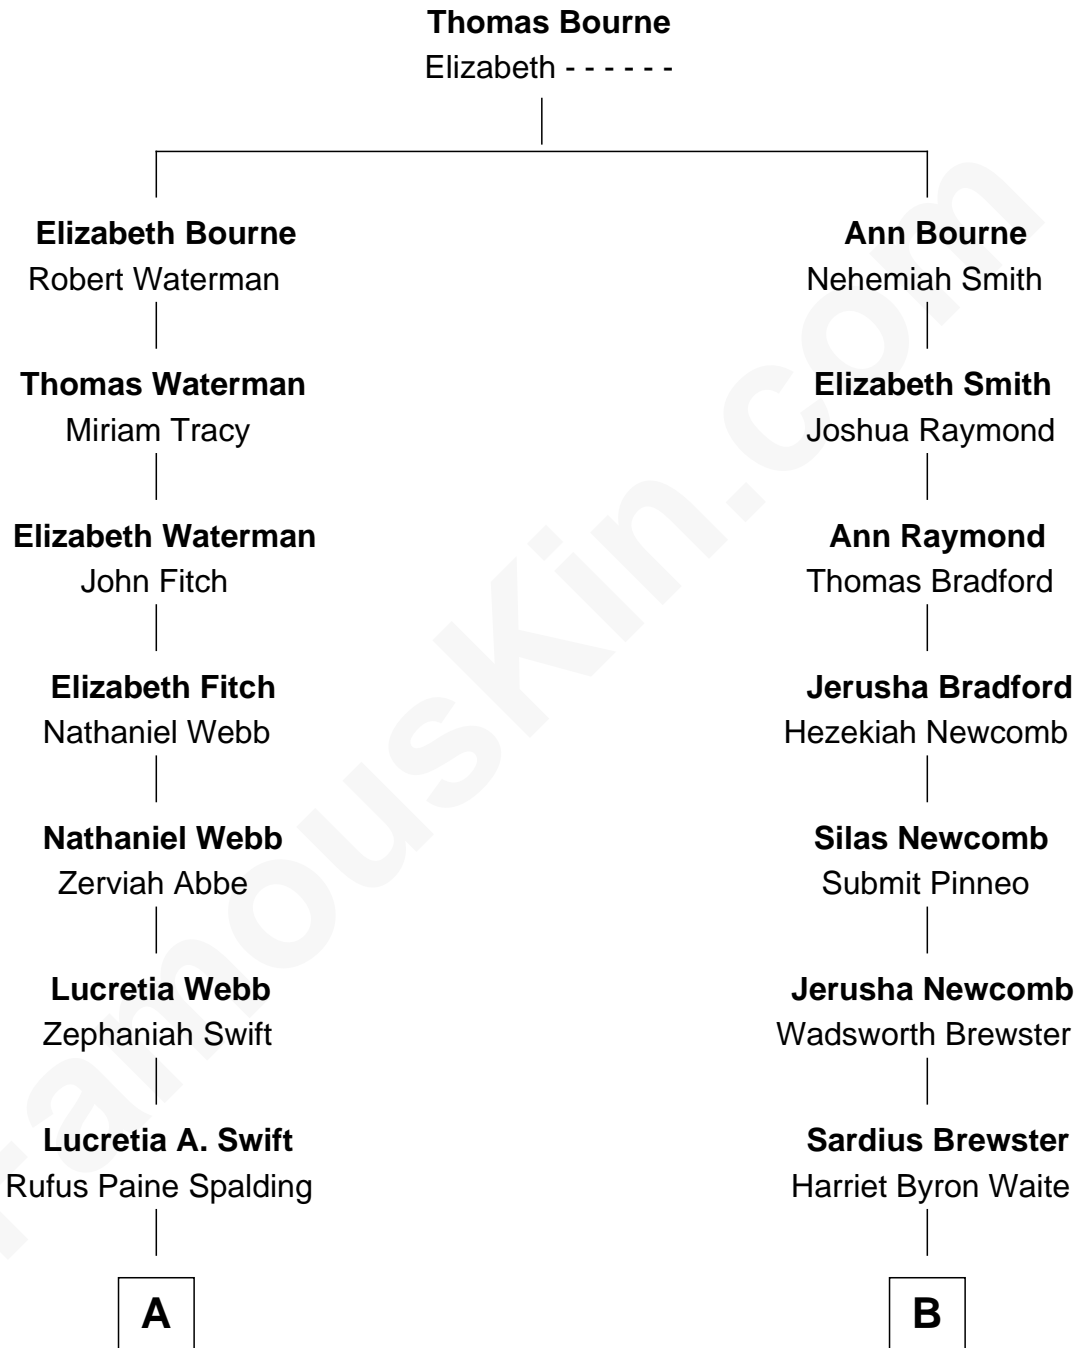 Thomas Bourne
Elizabeth - - - - - -
Elizabeth Bourne
Robert Waterman
Ann Bourne
Nehemiah Smith
Thomas Waterman
Miriam Tracy
Elizabeth Smith
Joshua Raymond
Elizabeth Waterman
John Fitch
Ann Raymond
Thomas Bradford
Elizabeth Fitch
Nathaniel Webb
Jerusha Bradford
Hezekiah Newcomb
Nathaniel Webb
Zerviah Abbe
Silas Newcomb
Submit Pinneo
Lucretia Webb
Zephaniah Swift
Jerusha Newcomb
Wadsworth Brewster
Lucretia A. Swift
Rufus Paine Spalding
Sardius Brewster
Harriet Byron Waite
A
B
FamousKin.com